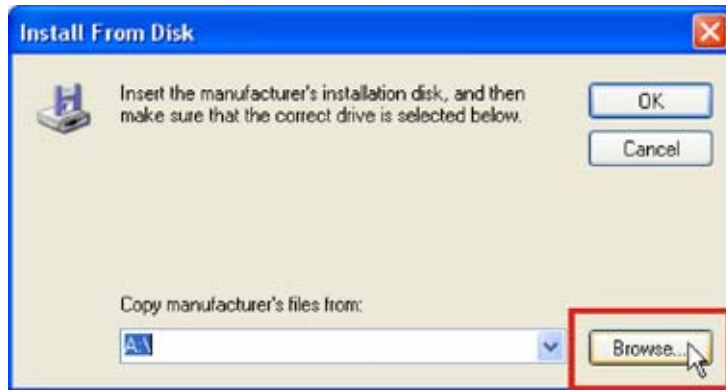 Install From Disk
Insert the manufacturer's installation disk, and then
make sure that the correct drive is selected below.
OK
Cancel
Copy manufacturer's files from:
A:\
Browse...